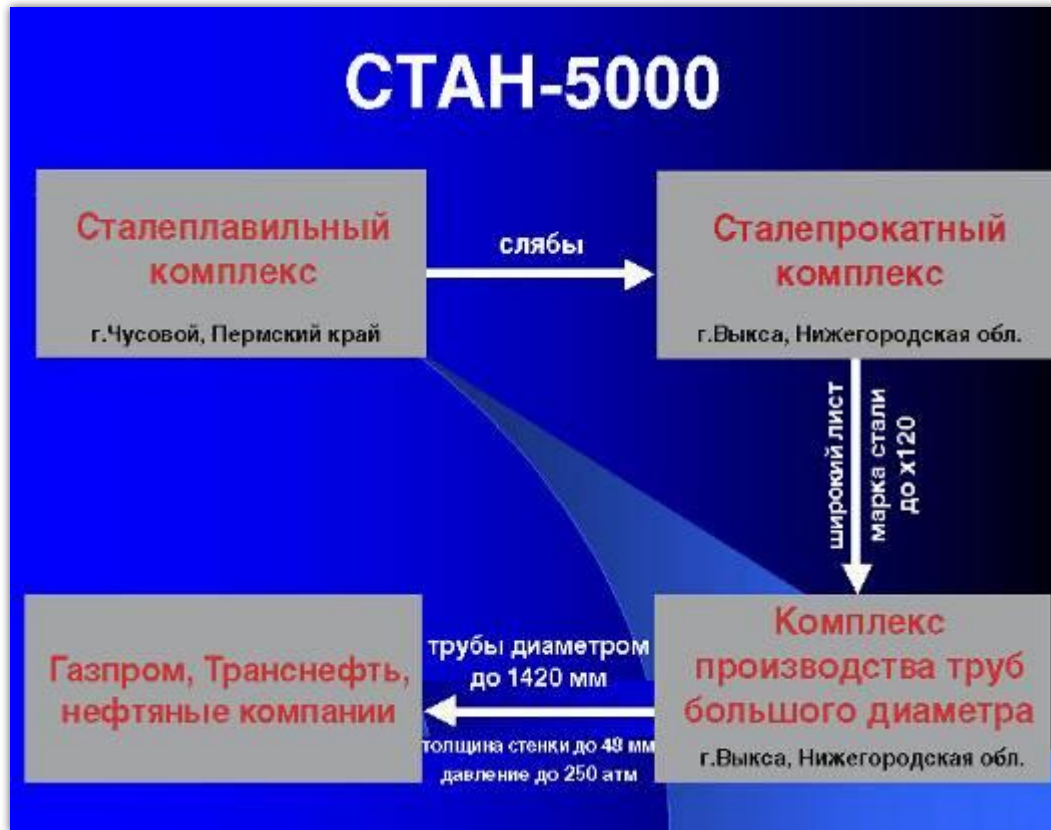 СТАН-5000
Сталеплавильный
комплекс
г.Чусовой, Пермский край
слябы
Сталепрокатный
комплекс
г.Выкса, Нижегородская обл.
широкий лист
марка стали
до х120
Комплекс
производства труб
большого диаметра
г.Выкса, Нижегородская обл.
трубы диаметром
до 1420 мм
толщина стенки до 48 мм
давление до 250 атм
Газпром, Транснефть,
нефтяные компании